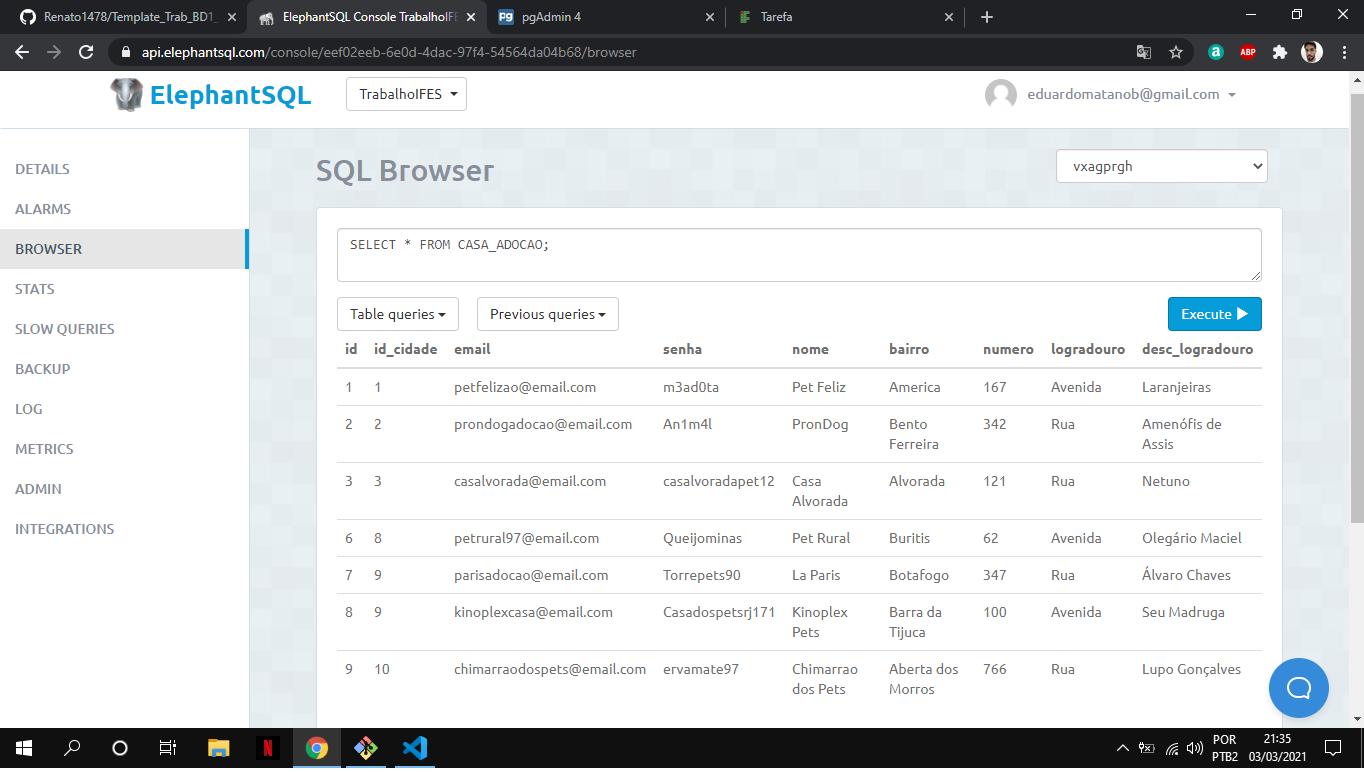 Renato1478/Template_Trab_BD1_
ElephantSQL Console TrabalhoIFE
pgAdmin 4
Tarefa
api.elephantsql.com/console/eef02eeb-6e0d-4dac-97f4-54564da04b68/browser
ElephantSQL
TrabalhoIFES
eduardomatanob@gmail.com
DETAILS
ALARMS
BROWSER
STATS
SLOW QUERIES
BACKUP
LOG
METRICS
ADMIN
INTEGRATIONS
SQL Browser
vxagprgh
SELECT * FROM CASA_ADOCAO;
Table queries
Previous queries
Execute
id id_cidade email senha nome bairro numero logradouro desc_logradouro
1 1 petfelizao@email.com m3ad0ta Pet Feliz America 167 Avenida Laranjeiras
2 2 prondogadocao@email.com An1m4l PronDog Bento Ferreira 342 Rua Amenófis de Assis
3 3 casalvorada@email.com casalvoradapet12 Casa Alvorada Alvorada 121 Rua Netuno
6 8 petrural97@email.com Queijominas Pet Rural Buritis 62 Avenida Olegário Maciel
7 9 parisadocao@email.com Torrepets90 La Paris Botafogo 347 Rua Álvaro Chaves
8 9 kinoplexcasa@email.com Casadospetsrj171 Kinoplex Pets Barra da Tijuca 100 Avenida Seu Madruga
9 10 chimarraodospets@email.com ervamate97 Chimarrao dos Pets Aberta dos Morros 766 Rua Lupo Gonçalves
ABP
POR
PTB2
21:35
03/03/2021